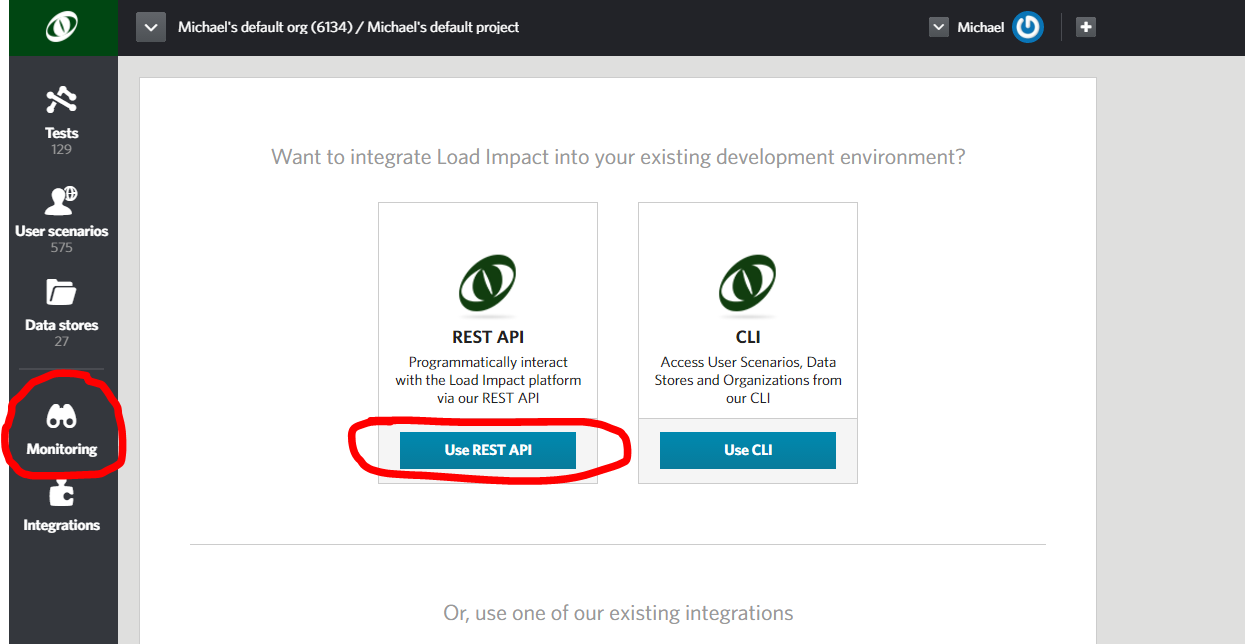 Michael's default org (6134) / Michael's default project
Michael
Tests
129
User scenarios
575
Data stores
27
Monitoring
Integrations
Want to integrate Load Impact into your existing development environment?
REST API
Programmatically interact
with the Load Impact platform
via our REST API
Use REST API
CLI
Access User Scenarios, Data
Stores and Organizations from
our CLI
Use CLI
Or, use one of our existing integrations